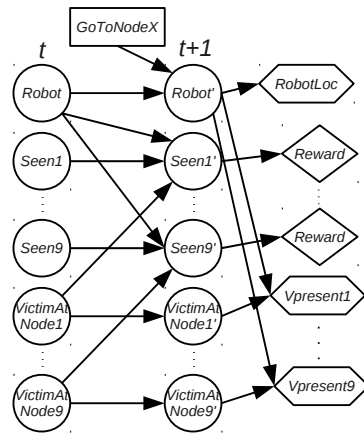 GoToNodeX
t
t+1
Robot
Robot'
RobotLoc
Seen1
Seen1'
Reward
Seen9
Seen9'
Reward
VictimAt
Node1
VictimAt
Node1'
Vpresent1
VictimAt
Node9
VictimAt
Node9'
Vpresent9